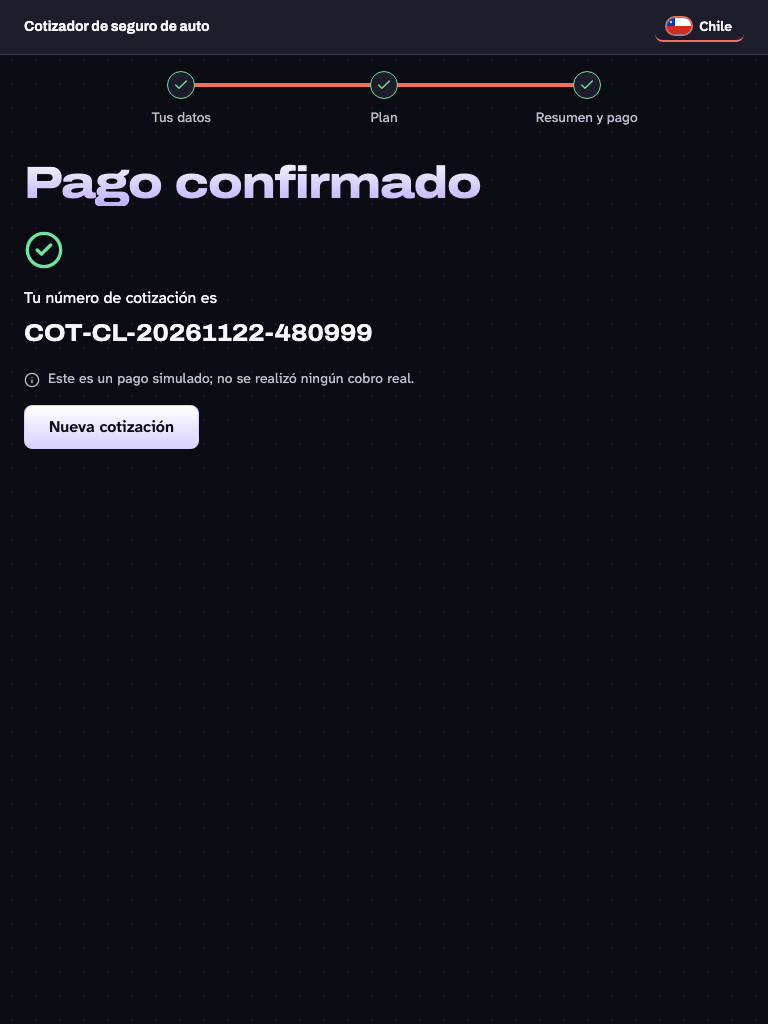 Cotizador de seguro de auto
Chile
Tus datos
Plan
Resumen y pago
Pago confirmado
Tu número de cotización es
COT-CL-20261122-480999
Este es un pago simulado; no se realizó ningún cobro real.
Nueva cotización